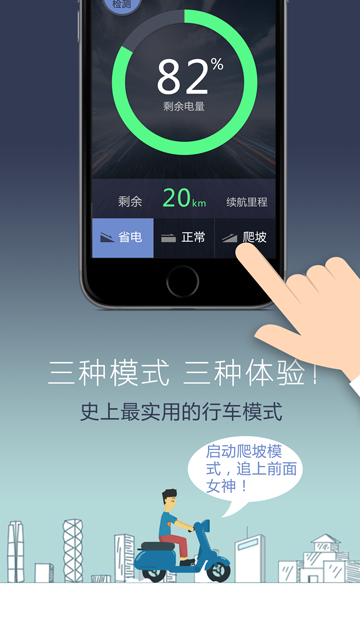 检测
82%
剩余电量
剩余 20km 续航里程
省电 正常 爬坡
三种模式 三种体验!
史上最实用的行车模式
启动爬坡模
式，追上前面
女神！